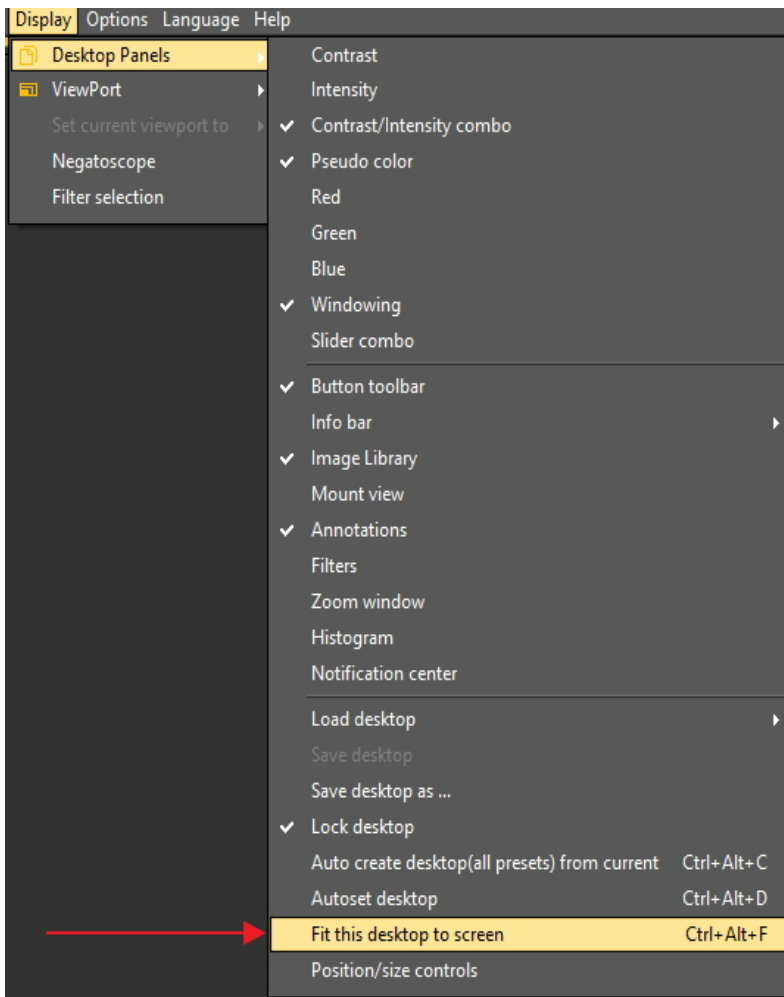 Display Options Language Help
Desktop Panels
ViewPort
Set current viewport to
Negatoscope
Filter selection
Contrast
Intensity
Contrast/Intensity combo
Pseudo color
Red
Green
Blue
Windowing
Slider combo
Button toolbar
Info bar
Image Library
Mount view
Annotations
Filters
Zoom window
Histogram
Notification center
Load desktop
Save desktop
Save desktop as ...
Lock desktop
Auto create desktop(all presets) from current Ctrl+Alt+C
Autoset desktop Ctrl+Alt+D
Fit this desktop to screen Ctrl+Alt+F
Position/size controls